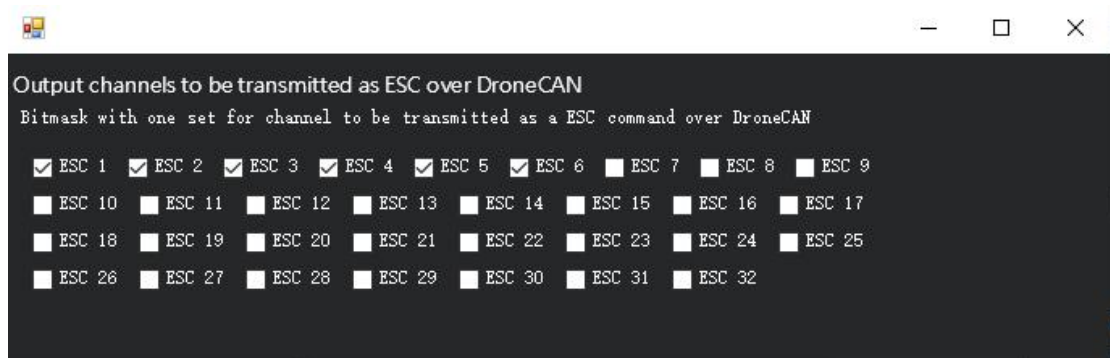 Output channels to be transmitted as ESC over DroneCAN
Bitmask with one set for channel to be transmitted as a ESC command over DroneCAN
ESC 1 ESC 2 ESC 3 ESC 4 ESC 5 ESC 6 ESC 7 ESC 8 ESC 9
ESC 10 ESC 11 ESC 12 ESC 13 ESC 14 ESC 15 ESC 16 ESC 17
ESC 18 ESC 19 ESC 20 ESC 21 ESC 22 ESC 23 ESC 24 ESC 25
ESC 26 ESC 27 ESC 28 ESC 29 ESC 30 ESC 31 ESC 32